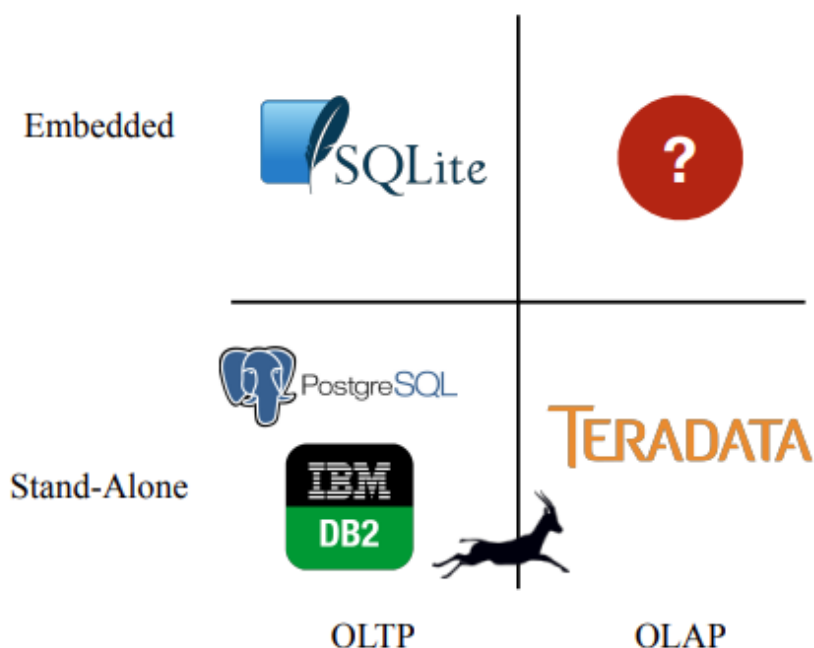 Embedded
SQLite
?
PostgreSQL
TERADATA
Stand-Alone
IBM
DB2
OLTP
OLAP